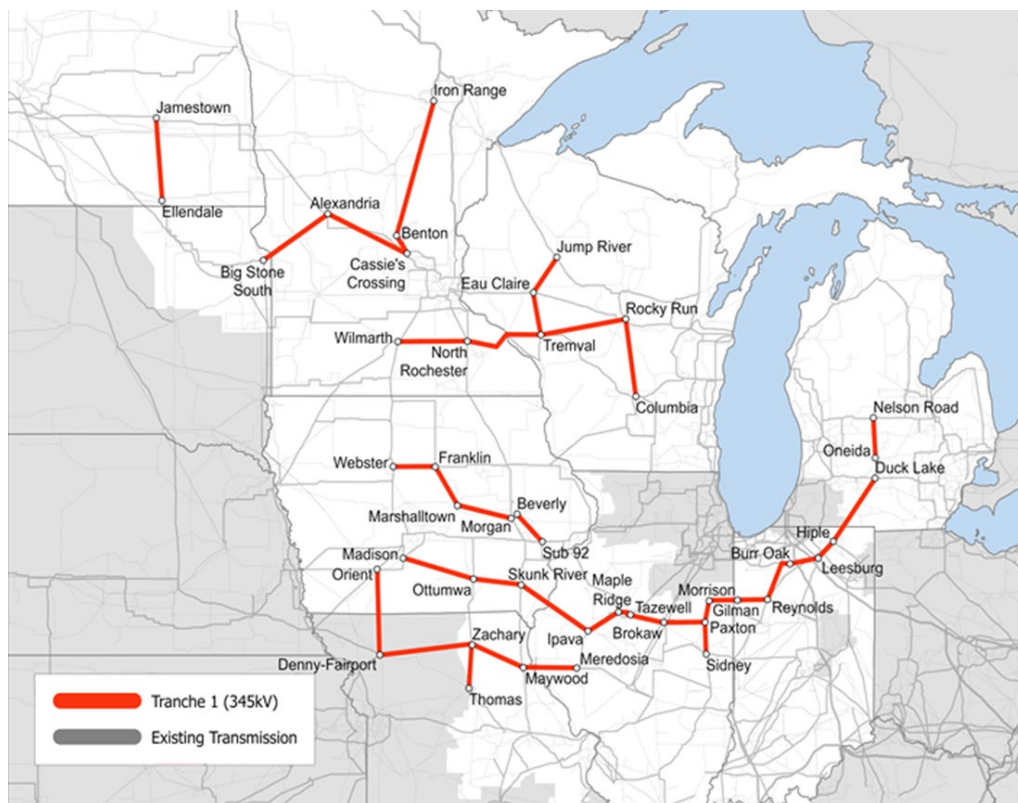 Iron Range
Jamestown
Ellendale
Alexandria
Benton
Big Stone
South
Cassie's
Crossing
Jump River
Eau Claire
Rocky Run
Wilmarth
North
Rochester
Tremval
Columbia
Nelson Road
Oneida
Duck Lake
Webster
Franklin
Marshalltown
Beverly
Morgan
Sub 92
Hiple
Madison
Orient
Burr Oak
Leesburg
Ottumwa
Skunk River
Maple
Ridge
Tazewell
Morrison
Gilman
Reynolds
Ipava
Brokaw
Paxton
Zachary
Sidney
Denny-Fairport
Meredosia
Maywood
Thomas
Tranche 1 (345kV)
Existing Transmission